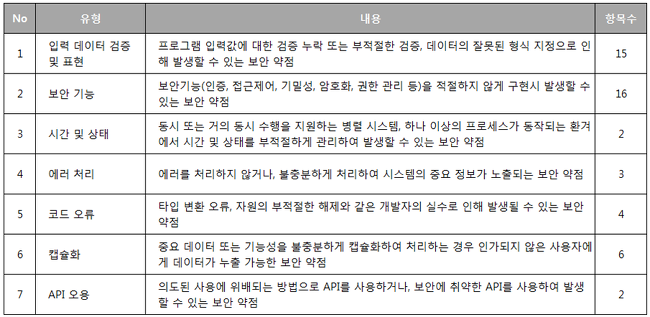 No 유형 내용 항목수
1 입력 데이터 검증 및 표현 프로그램 입력값에 대한 검증 누락 또는 부적절한 검증, 데이터의 잘못된 형식 지정으로 인
해 발생할 수 있는 보안 약점 15
2 보안 기능 보안기능(인증, 접근제어, 기밀성, 암호화, 권한 관리 등)을 적절하지 않게 구현시 발생할 수
있는 보안 약점 16
3 시간 및 상태 동시 또는 거의 동시 수행을 지원하는 병렬 시스템, 하나 이상의 프로세스가 동작되는 환겨
에서 시간 및 상태를 부적절하게 관리하여 발생할 수 있는 보안 약점 2
4 에러 처리 에러를 처리하지 않거나, 불충분하게 처리하여 시스템의 중요 정보가 노출되는 보안 약점 3
5 코드 오류 타입 변환 오류, 자원의 부적절한 해제와 같은 개발자의 실수로 인해 발생될 수 있는 보안
약점 4
6 캡슐화 중요 데이터 또는 기능성을 불충분하게 캡슐화하여 처리하는 경우 인가되지 않은 사용자에
게 데이터가 누출 가능한 보안 약점 6
7 API 오용 의도된 사용에 위배되는 방법으로 API를 사용하거나, 보안에 취약한 API를 사용하여 발생
할 수 있는 보안 약점 2